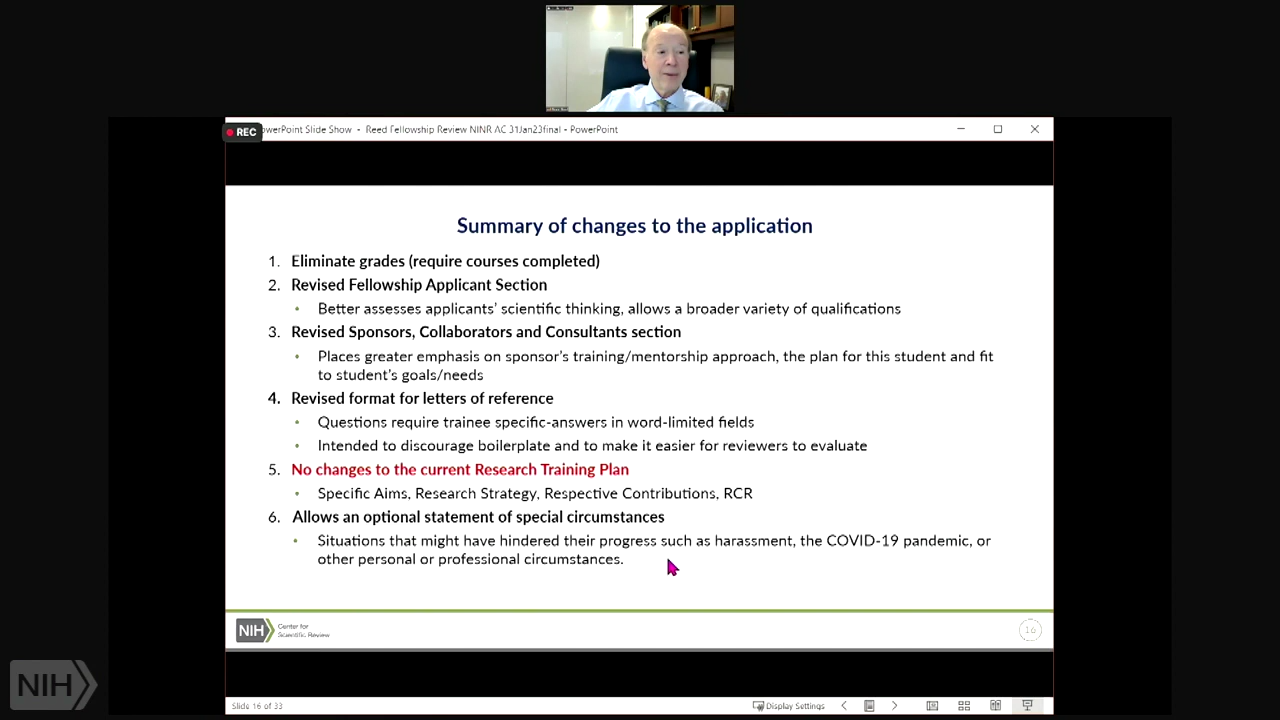 REC
owerPoint Slide Show - Reed Fellowship Review NINR AC 31Jan23final - PowerPoint
Summary of changes to the application
1. Eliminate grades (require courses completed)
2. Revised Fellowship Applicant Section
• Better assesses applicants’ scientific thinking, allows a broader variety of qualifications
3. Revised Sponsors, Collaborators and Consultants section
• Places greater emphasis on sponsor’s training/mentorship approach, the plan for this student and fit
to student’s goals/needs
4. Revised format for letters of reference
• Questions require trainee specific-answers in word-limited fields
• Intended to discourage boilerplate and to make it easier for reviewers to evaluate
5. No changes to the current Research Training Plan
• Specific Aims, Research Strategy, Respective Contributions, RCR
6. Allows an optional statement of special circumstances
• Situations that might have hindered their progress such as harassment, the COVID-19 pandemic, or
other personal or professional circumstances.
NIH
Center for
Scientific Review
16
NIH
Slide 16 of 33
Display Settings